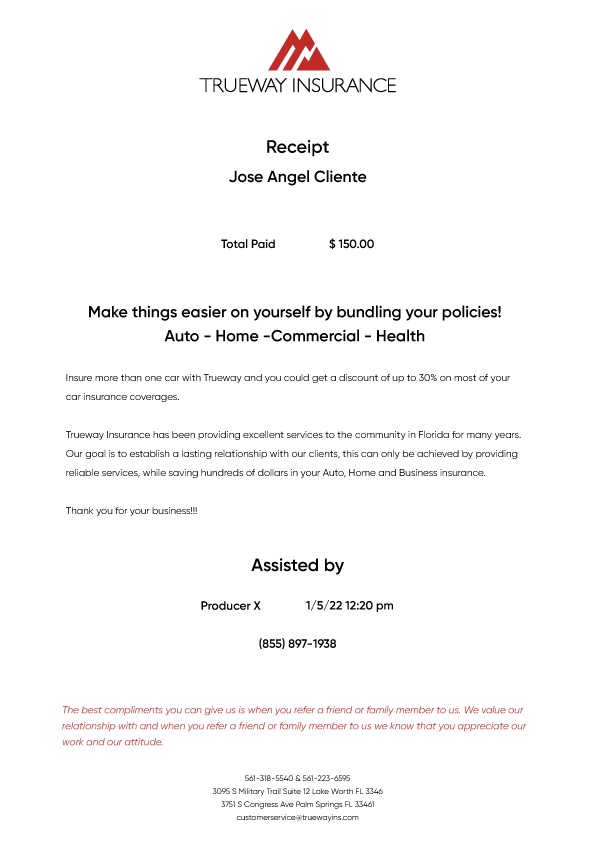 TRUEWAY INSURANCE
Receipt
Jose Angel Cliente
Total Paid $ 150.00
Make things easier on yourself by bundling your policies!
Auto - Home -Commercial - Health
Insure more than one car with Trueway and you could get a discount of up to 30% on most of your
car insurance coverages.
Trueway Insurance has been providing excellent services to the community in Florida for many years.
Our goal is to establish a lasting relationship with our clients, this can only be achieved by providing
reliable services, while saving hundreds of dollars in your Auto, Home and Business insurance.
Thank you for your business!!!
Assisted by
Producer X 1/5/22 12:20 pm
(855) 897-1938
The best compliments you can give us is when you refer a friend or family member to us. We value our
relationship with and when you refer a friend or family member to us we know that you appreciate our
work and our attitude.
561-318-5540 & 561-223-6595
3095 S Military Trail Suite 12 Lake Worth FL 3346
3751 S Congress Ave Palm Springs FL 33461
customerservice@truewayins.com